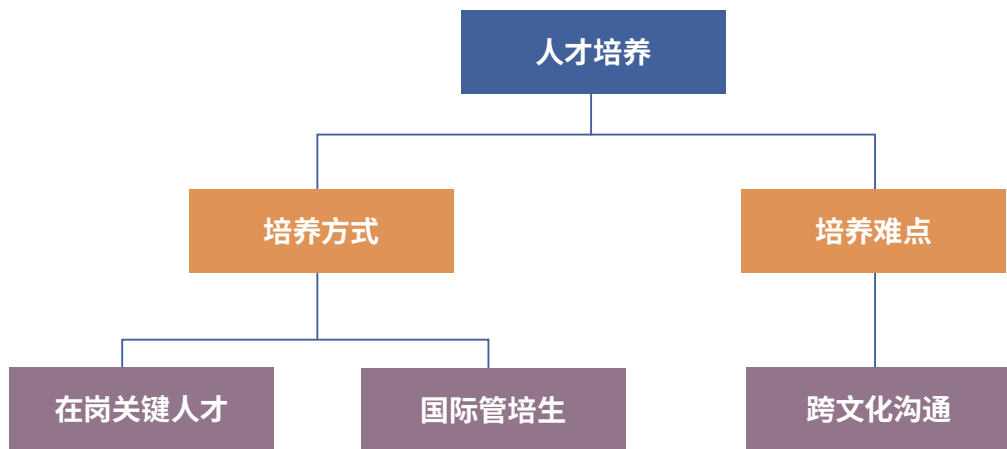 人才培养
培养方式
培养难点
在岗关键人才
国际管培生
跨文化沟通